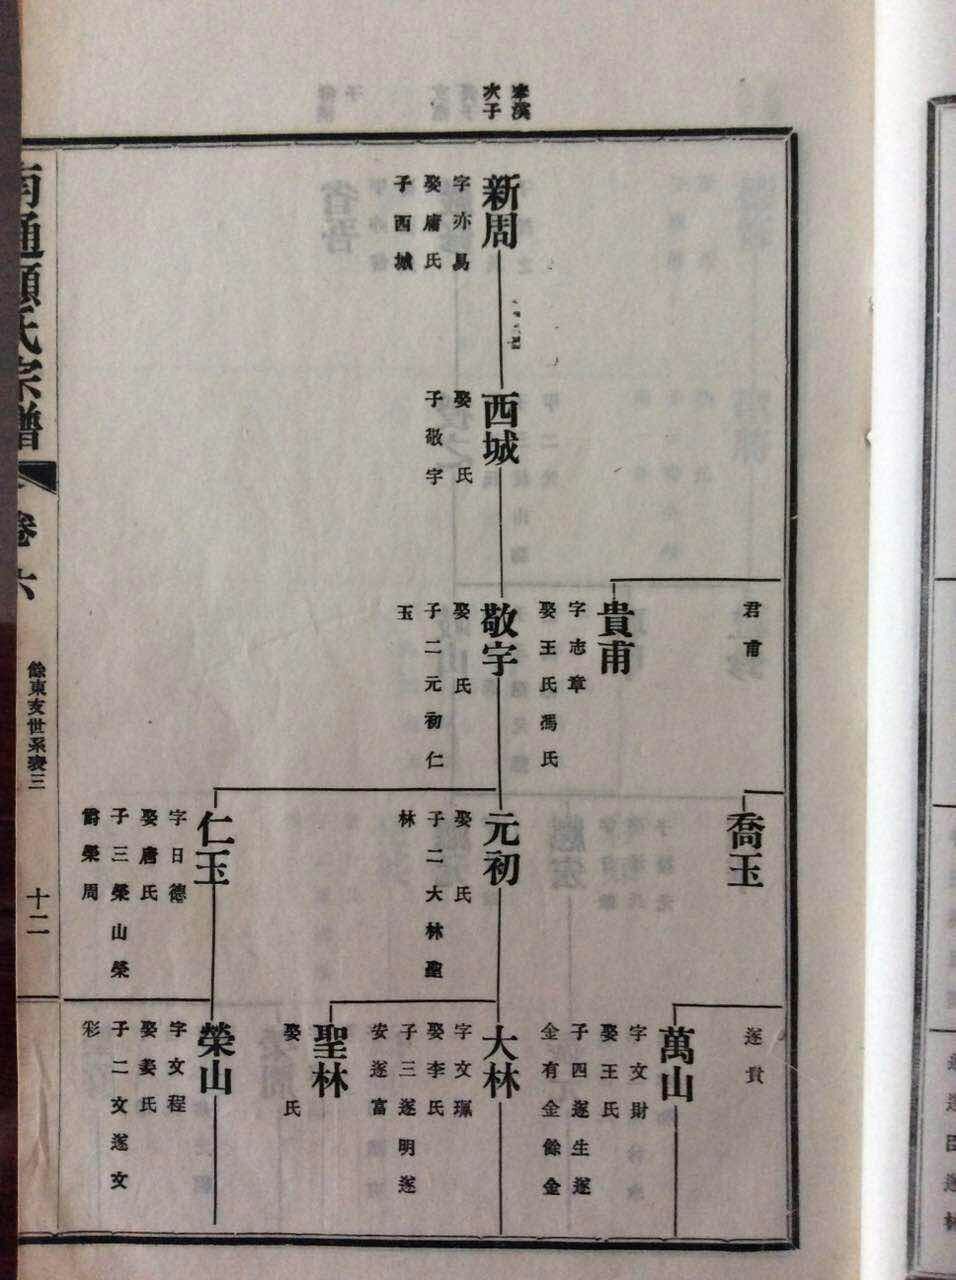 奉溪
次子
新周
字亦易
娶庸氏
子西城
西城
娶氏
子敬宇
君甫
貴甫
字志章
娶王氏馮氏
敬宇
娶氏
子二元初仁
玉
喬玉
元初
娶氏
子二大林聖
林
仁玉
字日德
娶唐氏
子三榮山榮
爵榮周
遂貴
萬山
字文財
娶王氏
子四遂生遂
金有金餘金
大林
字文珮
娶李氏
子三遂明遂
安遂富
聖林
娶氏
榮山
字文程
娶姜氏
子二文遂文
彩
南通顧氏宗譜
卷六
餘東支世系表三
十二